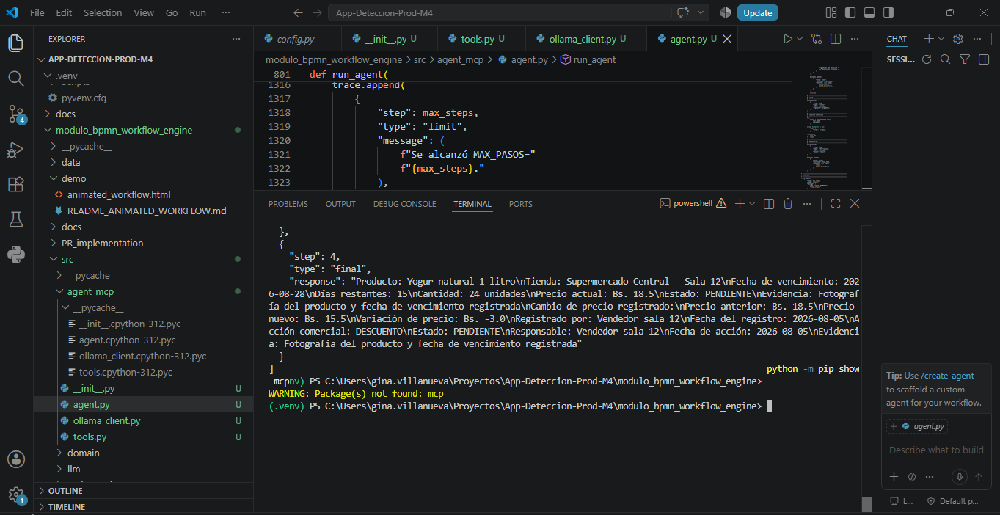 File Edit Selection View Go Run ···
App-Deteccion-Prod-M4
Update
EXPLORER
APP-DETECCION-PROD-M4
.venv
Scripts
pyvenv.cfg
docs
modulo_bpmn_workflow_engine
__pycache__
data
demo
animated_workflow.html
README_ANIMATED_WORKFLOW.md
docs
PR_implementation
src
__pycache__
agent_mcp
__pycache__
__init__.cpython-312.pyc
agent.cpython-312.pyc
ollama_client.cpython-312.pyc
tools.cpython-312.pyc
__init__.py U
agent.py U
ollama_client.py U
tools.py U
domain
llm
OUTLINE
TIMELINE
4
1
config.py __init__.py U tools.py U ollama_client.py U agent.py U
modulo_bpmn_workflow_engine > src > agent_mcp > agent.py > run_agent
801 def run_agent(
1316 trace.append(
1317 {
1318 "step": max_steps,
1319 "type": "limit",
1320 "message": (
1321 f"Se alcanzó MAX_PASOS="
1322 f"{max_steps}."
1323 ),
PROBLEMS OUTPUT DEBUG CONSOLE TERMINAL PORTS
powershell
},
{
"step": 4,
"type": "final",
"response": "Producto: Yogur natural 1 litro\nTienda: Supermercado Central - Sala 12\nFecha de vencimiento: 202
6-08-28\nDías restantes: 15\nCantidad: 24 unidades\nPrecio actual: Bs. 18.5\nEstado: PENDIENTE\nEvidencia: Fotograf
ía del producto y fecha de vencimiento registrada\nCambio de precio registrado:\nPrecio anterior: Bs. 18.5\nPrecio
nuevo: Bs. 15.5\nVariación de precio: Bs. -3.0\nRegistrado por: Vendedor sala 12\nFecha del registro: 2026-08-05\nA
cción comercial: DESCUENTO\nEstado: PENDIENTE\nResponsable: Vendedor sala 12\nFecha de acción: 2026-08-05\nEvidenci
a: Fotografía del producto y fecha de vencimiento registrada"
}
] python -m pip show
mcpnv) PS C:\Users\gina.villanueva\Proyectos\App-Deteccion-Prod-M4\modulo_bpmn_workflow_engine>
WARNING: Package(s) not found: mcp
(.venv) PS C:\Users\gina.villanueva\Proyectos\App-Deteccion-Prod-M4\modulo_bpmn_workflow_engine>
CHAT
SESSI...
Tip: Use /create-agent
to scaffold a custom
agent for your workflow.
agent.py
Describe what to build
L... Default p...